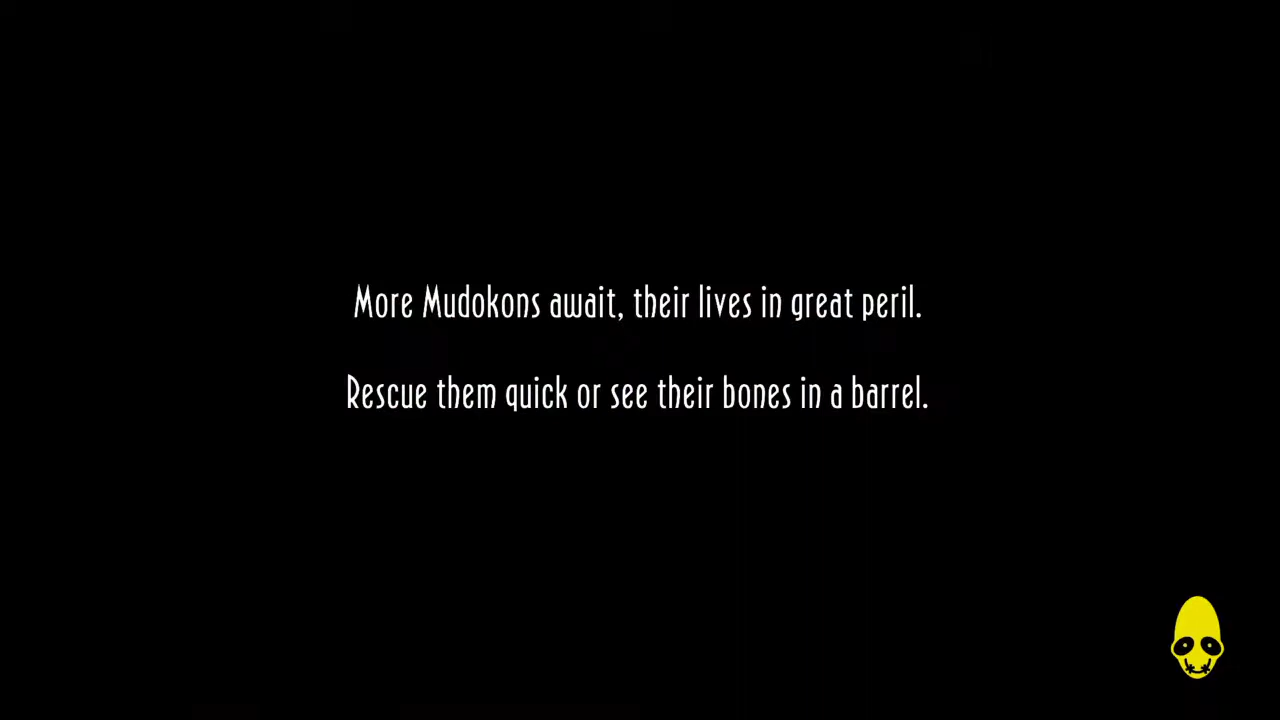 More Mudokons await, their lives in great peril.
Rescue them quick or see their bones in a barrel.